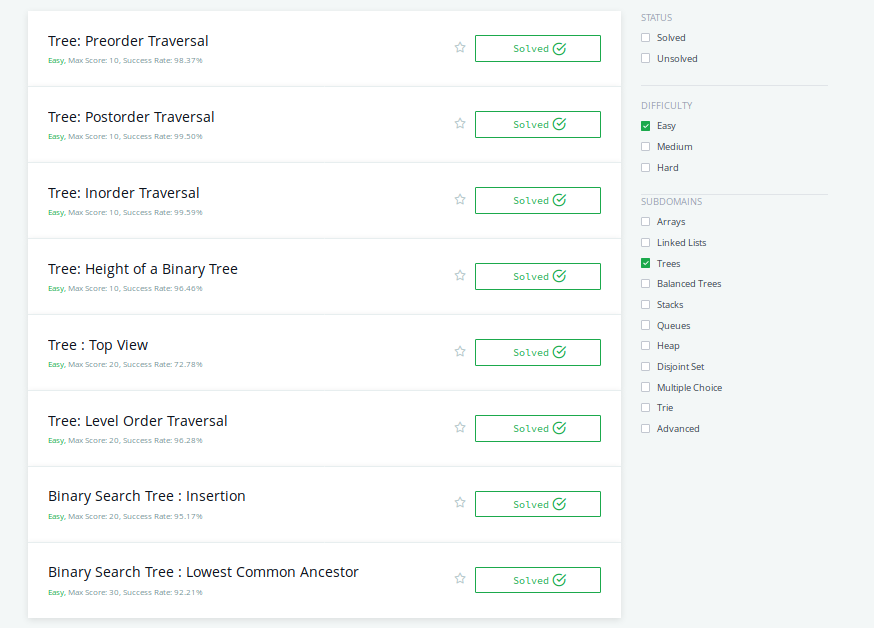 Tree: Preorder Traversal
Easy, Max Score: 10, Success Rate: 98.37%
Solved
Tree: Postorder Traversal
Easy, Max Score: 10, Success Rate: 99.50%
Solved
Tree: Inorder Traversal
Easy, Max Score: 10, Success Rate: 99.59%
Solved
Tree: Height of a Binary Tree
Easy, Max Score: 10, Success Rate: 96.46%
Solved
Tree : Top View
Easy, Max Score: 20, Success Rate: 72.78%
Solved
Tree: Level Order Traversal
Easy, Max Score: 20, Success Rate: 96.28%
Solved
Binary Search Tree : Insertion
Easy, Max Score: 20, Success Rate: 95.17%
Solved
Binary Search Tree : Lowest Common Ancestor
Easy, Max Score: 30, Success Rate: 92.21%
Solved
STATUS
Solved
Unsolved
DIFFICULTY
Easy
Medium
Hard
SUBDOMAINS
Arrays
Linked Lists
Trees
Balanced Trees
Stacks
Queues
Heap
Disjoint Set
Multiple Choice
Trie
Advanced